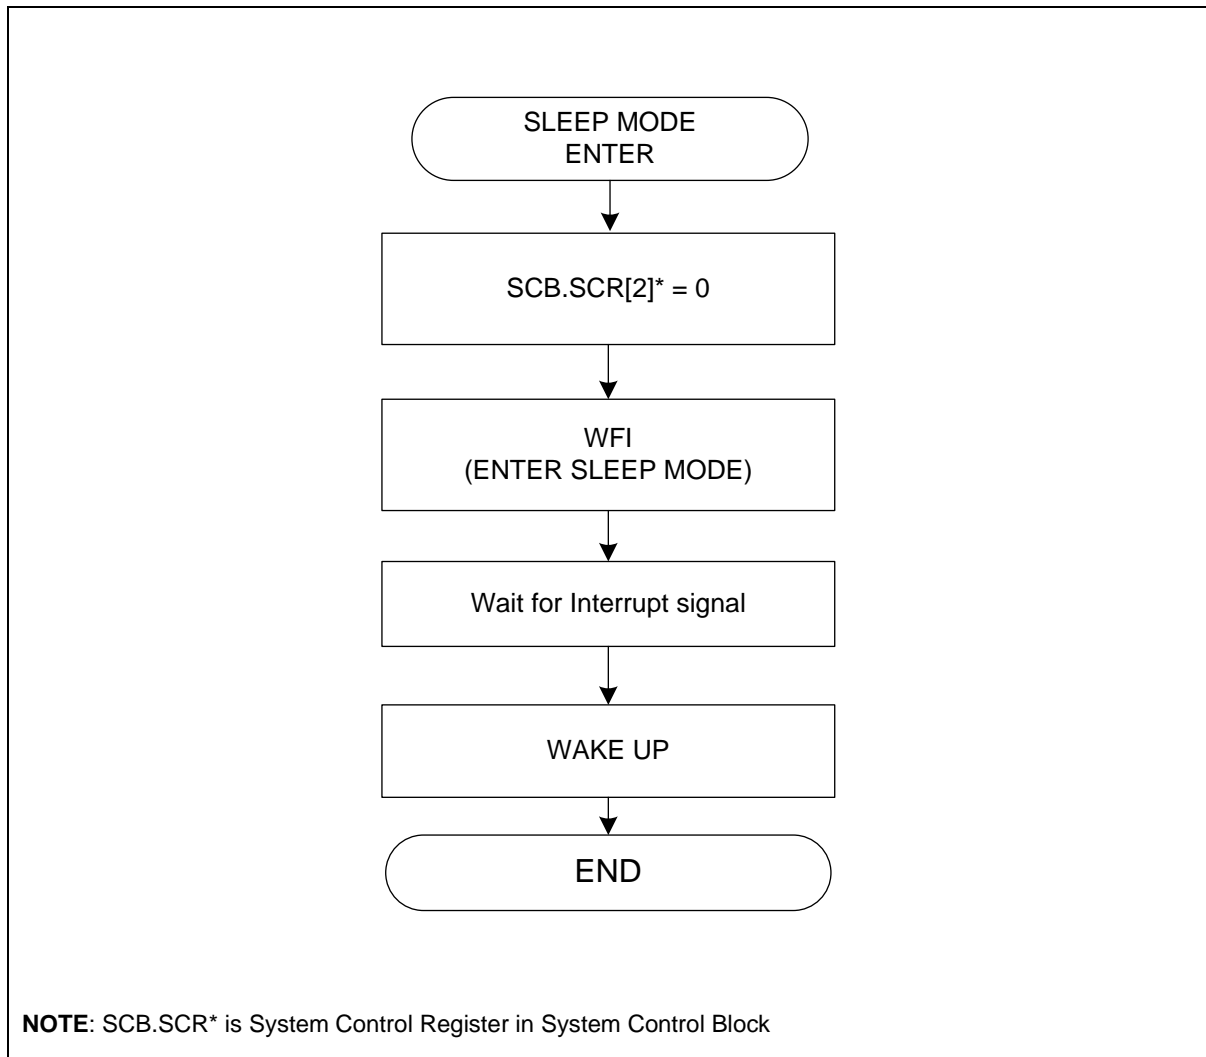 SLEEP MODE
ENTER
SCB.SCR[2]* = 0
WFI
(ENTER SLEEP MODE)
Wait for Interrupt signal
WAKE UP
END
NOTE: SCB.SCR* is System Control Register in System Control Block